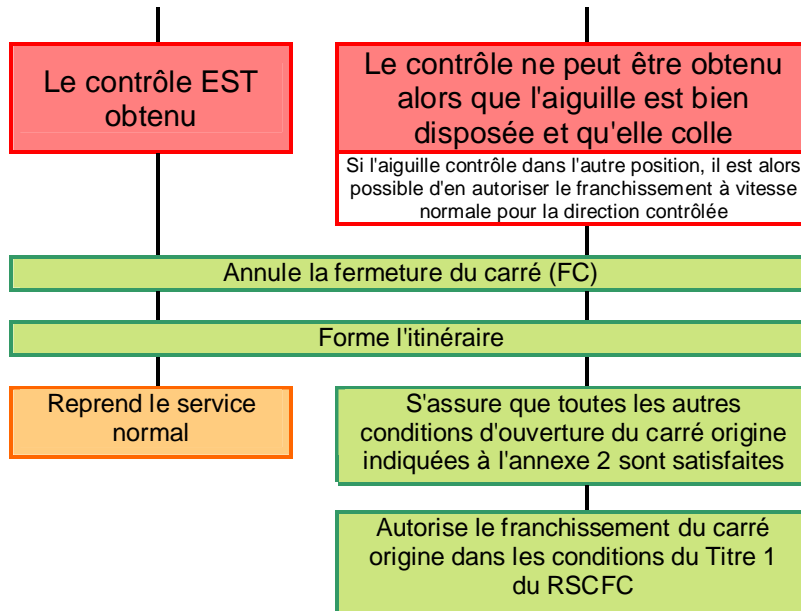 Le contrôle EST
obtenu
Le contrôle ne peut être obtenu
alors que l'aiguille est bien
disposée et qu'elle colle
Si l'aiguille contrôle dans l'autre position, il est alors
possible d'en autoriser le franchissement à vitesse
normale pour la direction contrôlée
Annule la fermeture du carré (FC)
Forme l'itinéraire
Reprend le service
normal
S'assure que toutes les autres
conditions d'ouverture du carré origine
indiquées à l'annexe 2 sont satisfaites
Autorise le franchissement du carré
origine dans les conditions du Titre 1
du RSCFC